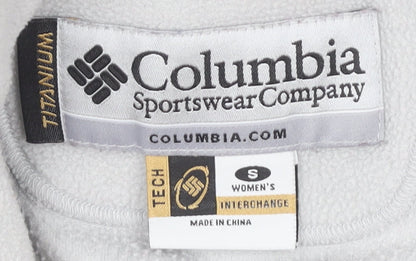 TITANIUM
Columbia
Sportswear Company
COLUMBIA.COM
TECH
S
WOMEN'S
INTERCHANGE
MADE IN CHINA